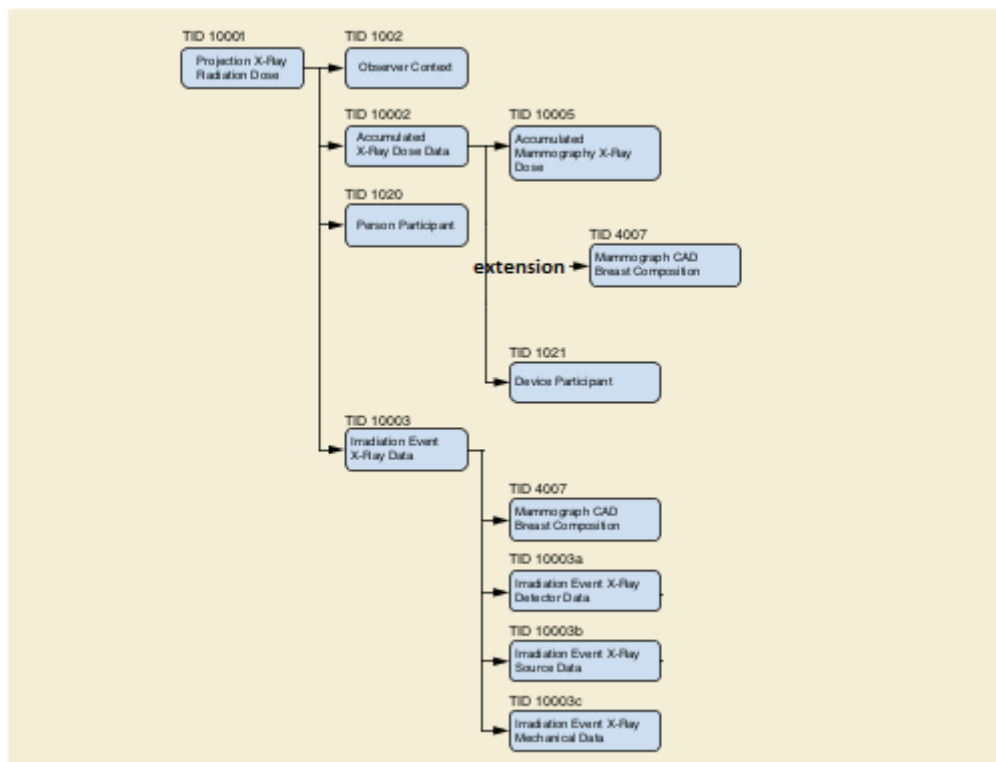 TID 10001
Projection X-Ray
Radiation Dose
TID 1002
Observer Context
TID 10002
Accumulated
X-Ray Dose Data
TID 10005
Accumulated
Mammography X-Ray
Dose
TID 1020
Person Participant
TID 4007
extension
Mammograph CAD
Breast Composition
TID 1021
Device Participant
TID 10003
Irradiation Event
X-Ray Data
TID 4007
Mammograph CAD
Breast Composition
TID 10003a
Irradiation Event X-Ray
Detector Data
TID 10003b
Irradiation Event X-Ray
Source Data
TID 10003c
Irradiation Event X-Ray
Mechanical Data